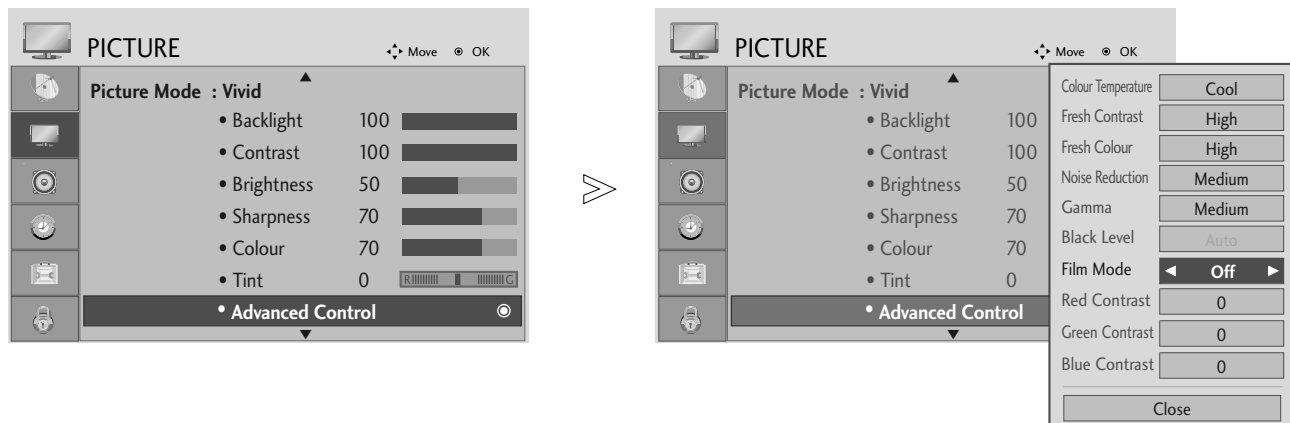 PICTURE
Move OK
Picture Mode : Vivid
• Backlight 100
• Contrast 100
• Brightness 50
• Sharpness 70
• Colour 70
• Tint 0 R G
• Advanced Control
PICTURE
Move OK
Picture Mode : Vivid
• Backlight 100
• Contrast 100
• Brightness 50
• Sharpness 70
• Colour 70
• Tint 0
• Advanced Control
Colour Temperature Cool
Fresh Contrast High
Fresh Colour High
Noise Reduction Medium
Gamma Medium
Black Level Auto
Film Mode ◀ Off ▶
Red Contrast 0
Green Contrast 0
Blue Contrast 0
Close